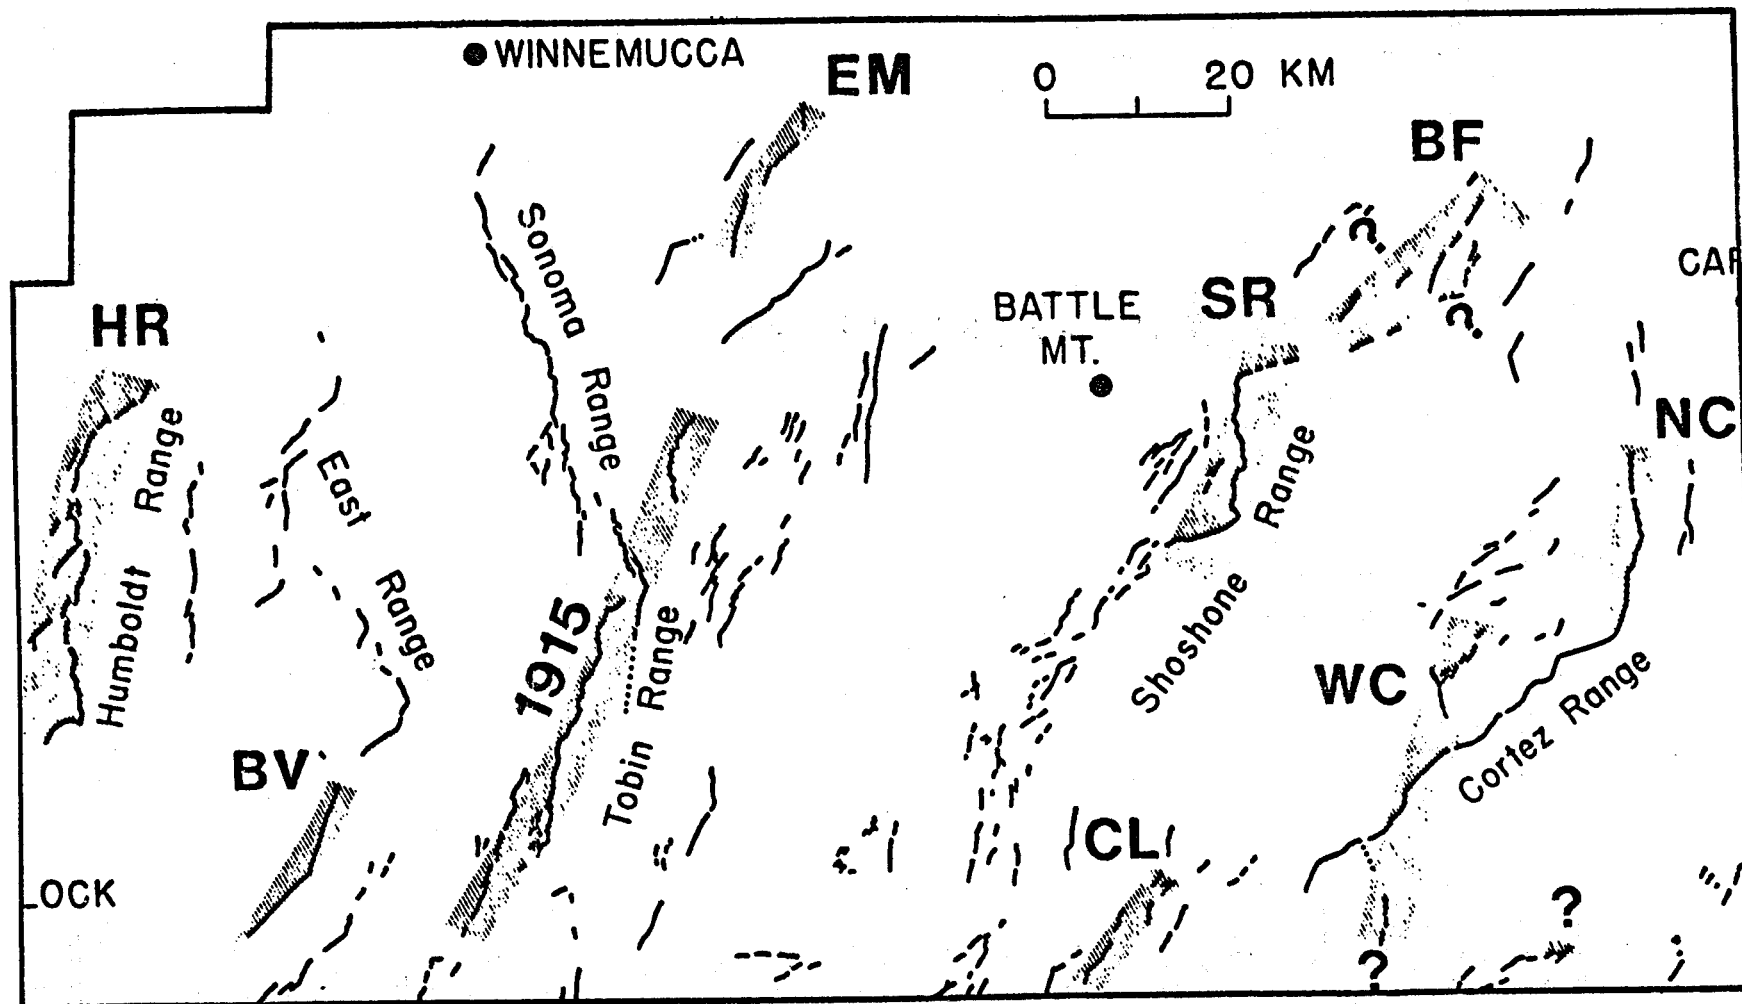 WINNEMUCCA
EM
0 20 KM
BF
Sonoma Range
?
CAR
HR
BATTLE
MT.
SR
?
NC
Humboldt Range
East Range
Shoshone Range
1915
Tobin Range
WC
Cortez Range
BV
CL
LOCK
?
?